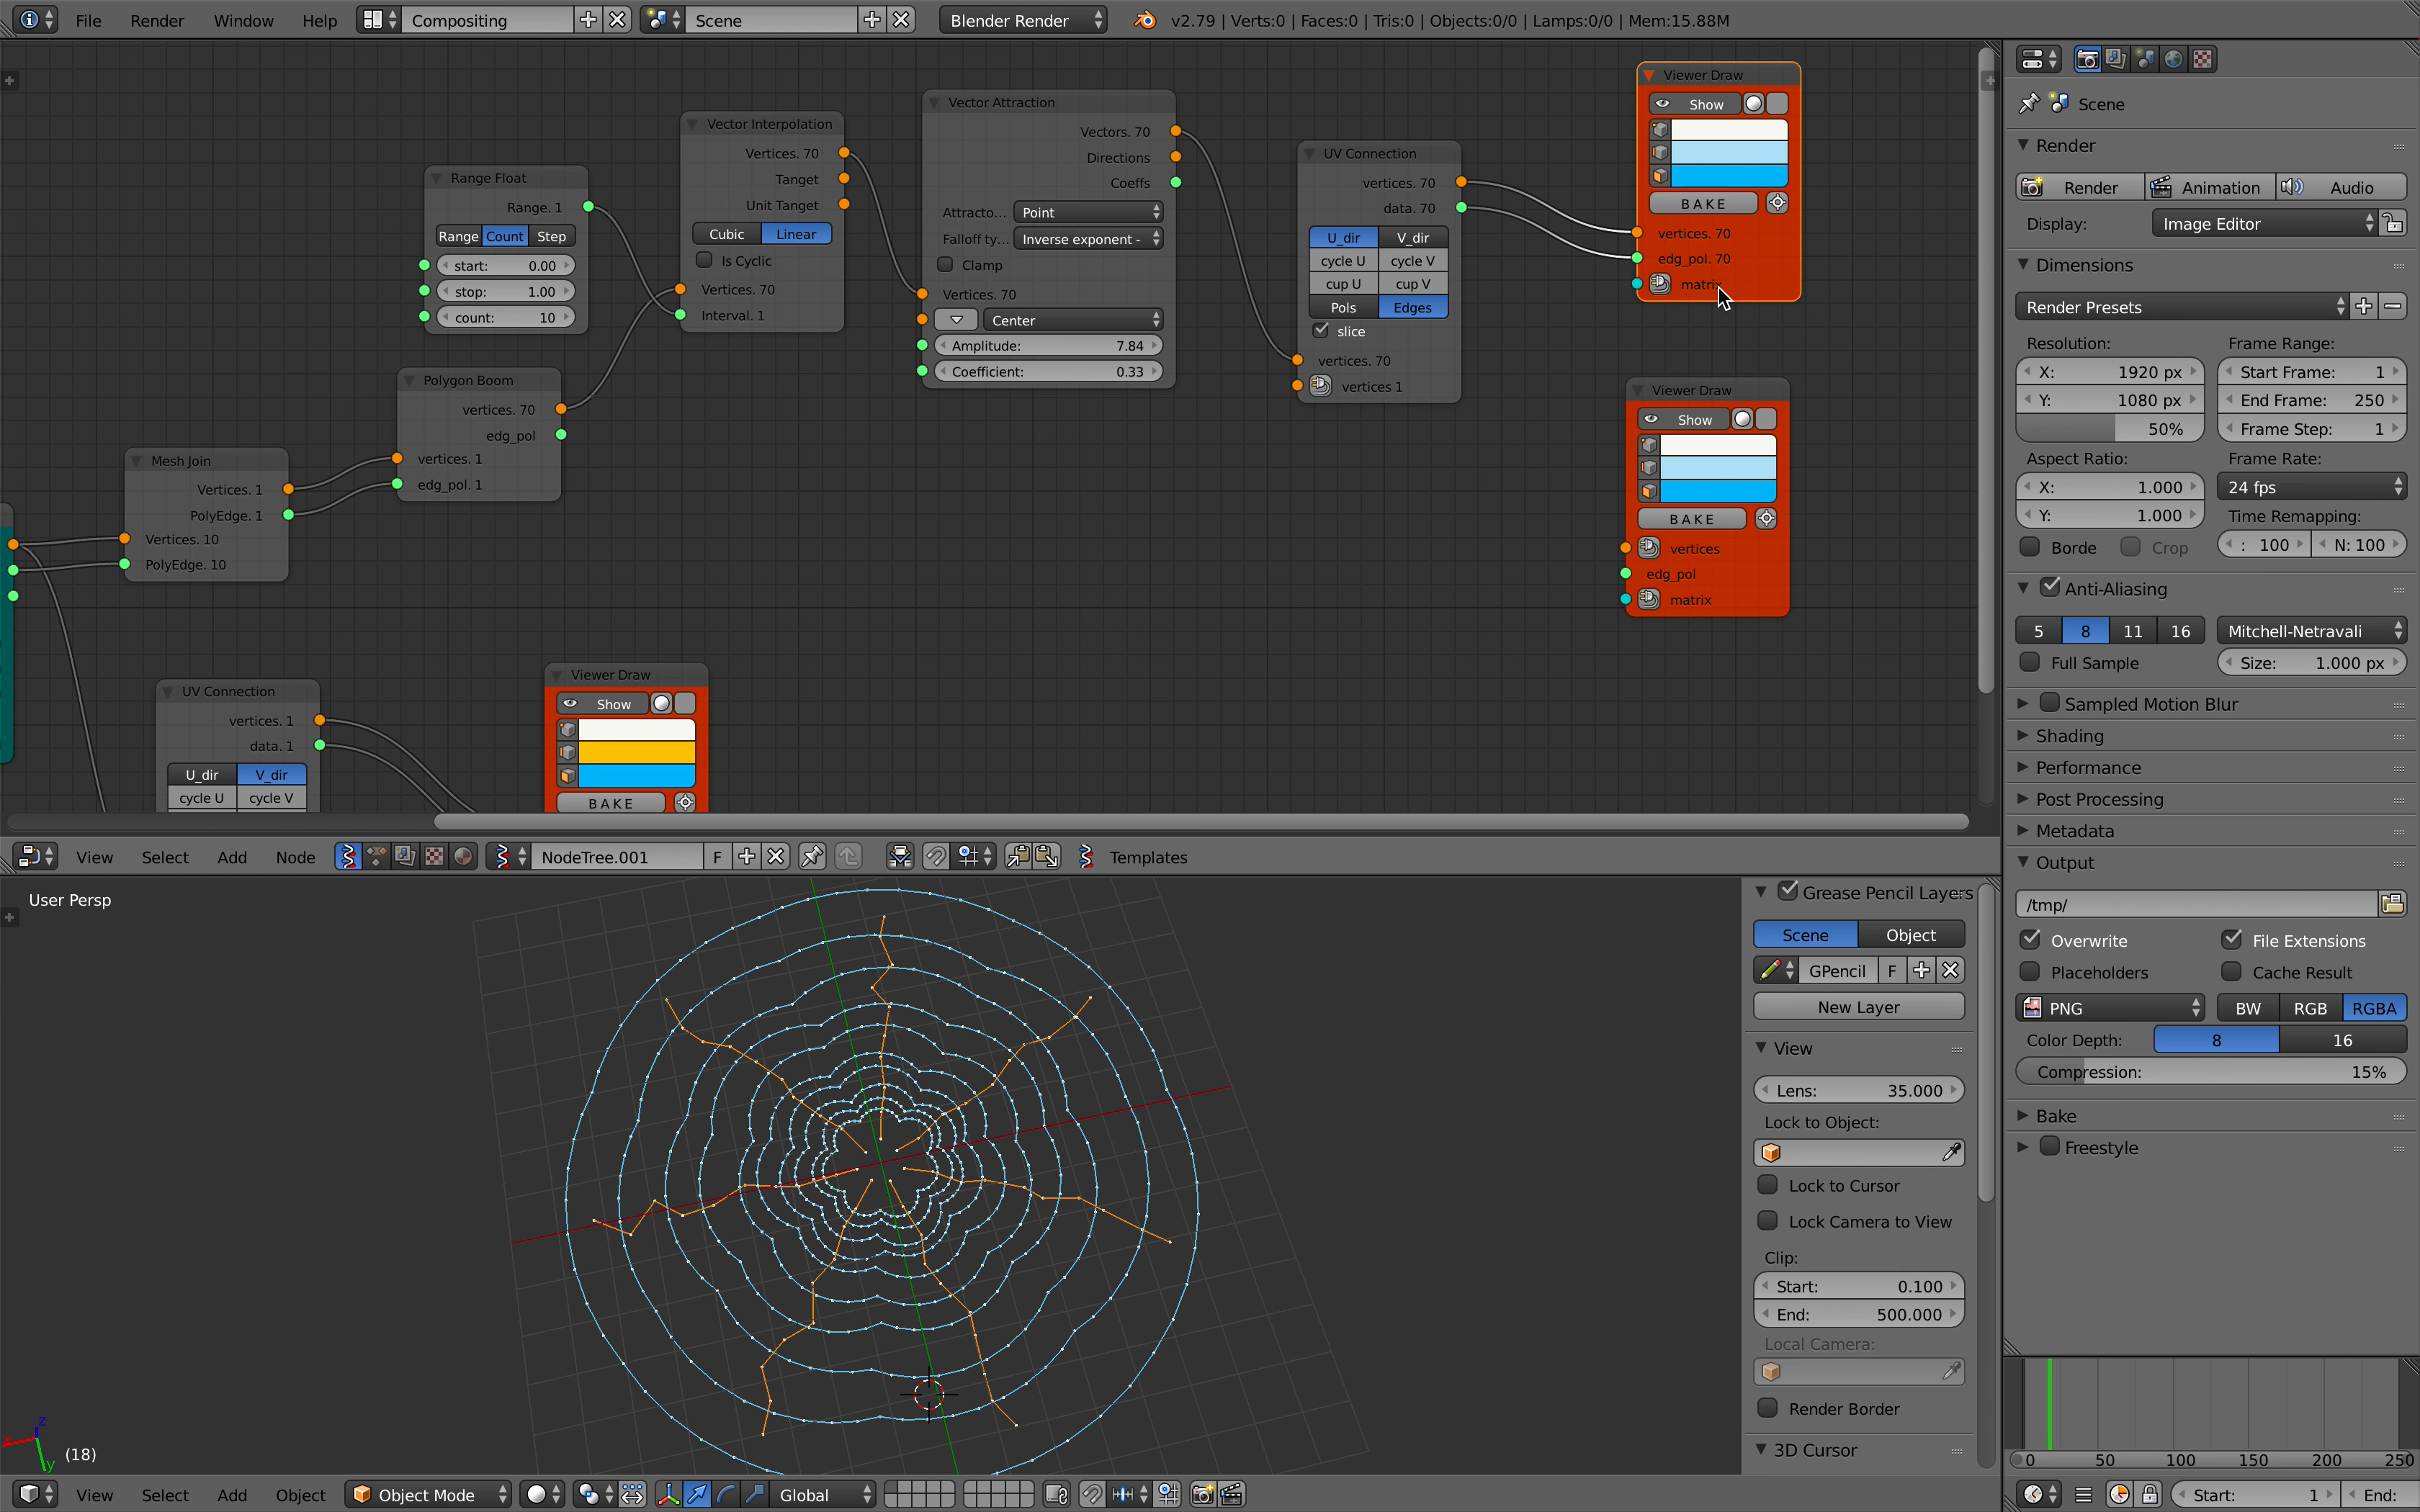 File Render Window Help Compositing Scene Blender Render v2.79 | Verts:0 | Faces:0 | Tris:0 | Objects:0/0 | Lamps:0/0 | Mem:15.88M
Range Float
Range. 1
Range Count Step
start: 0.00
stop: 1.00
count: 10
Vector Interpolation
Vertices. 70
Tanget
Unit Tanget
Cubic Linear
Is Cyclic
Vertices. 70
Interval. 1
Vector Attraction
Vectors. 70
Directions
Coeffs
Attracto... Point
Falloff ty... Inverse exponent -
Clamp
Vertices. 70
Center
Amplitude: 7.84
Coefficient: 0.33
UV Connection
vertices. 70
data. 70
U_dir V_dir
cycle U cycle V
cup U cup V
Pols Edges
slice
vertices. 70
vertices 1
Viewer Draw
Show
BAKE
vertices. 70
edg_pol. 70
matrix
Viewer Draw
Show
BAKE
vertices
edg_pol
matrix
Polygon Boom
vertices. 70
edg_pol
vertices. 1
edg_pol. 1
Mesh Join
Vertices. 1
PolyEdge. 1
Vertices. 10
PolyEdge. 10
UV Connection
vertices. 1
data. 1
U_dir V_dir
cycle U cycle V
Viewer Draw
Show
BAKE
View Select Add Node NodeTree.001 F Templates
User Persp
(18)
x y z
Grease Pencil Layers
Scene Object
GPencil F
New Layer
View
Lens: 35.000
Lock to Object:
Lock to Cursor
Lock Camera to View
Clip:
Start: 0.100
End: 500.000
Local Camera:
Render Border
3D Cursor
View Select Add Object Object Mode Global
Scene
Render
Render Animation Audio
Display: Image Editor
Dimensions
Render Presets
Resolution: Frame Range:
X: 1920 px Start Frame: 1
Y: 1080 px End Frame: 250
50% Frame Step: 1
Aspect Ratio: Frame Rate:
X: 1.000 24 fps
Y: 1.000 Time Remapping:
Borde Crop : 100 N: 100
Anti-Aliasing
5 8 11 16 Mitchell-Netravali
Full Sample Size: 1.000 px
Sampled Motion Blur
Shading
Performance
Post Processing
Metadata
Output
/tmp/
Overwrite File Extensions
Placeholders Cache Result
PNG BW RGB RGBA
Color Depth: 8 16
Compression: 15%
Bake
Freestyle
0 50 100 150 200 250
Start: 1 End: